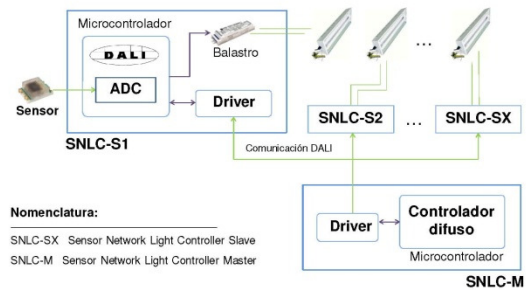 Microcontrolador
DALI
ADC
Sensor
Balastro
Driver
SNLC-S1
...
SNLC-S2
...
SNLC-SX
Comunicación DALI
Nomenclatura:
SNLC-SX Sensor Network Light Controller Slave
SNLC-M Sensor Network Light Controller Master
Driver
Controlador
difuso
Microcontrolador
SNLC-M